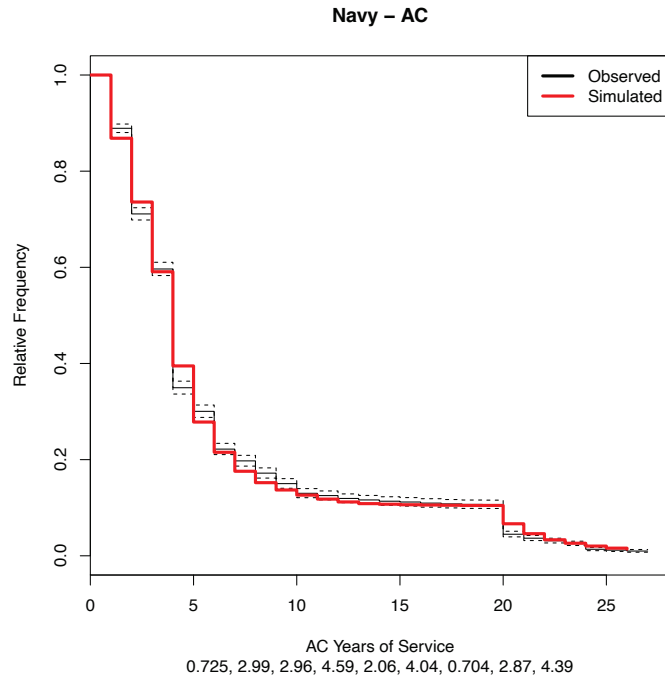 Navy – AC
Observed
Simulated
1.0
0.8
0.6
0.4
0.2
0.0
Relative Frequency
0 5 10 15 20 25
AC Years of Service
0.725, 2.99, 2.96, 4.59, 2.06, 4.04, 0.704, 2.87, 4.39